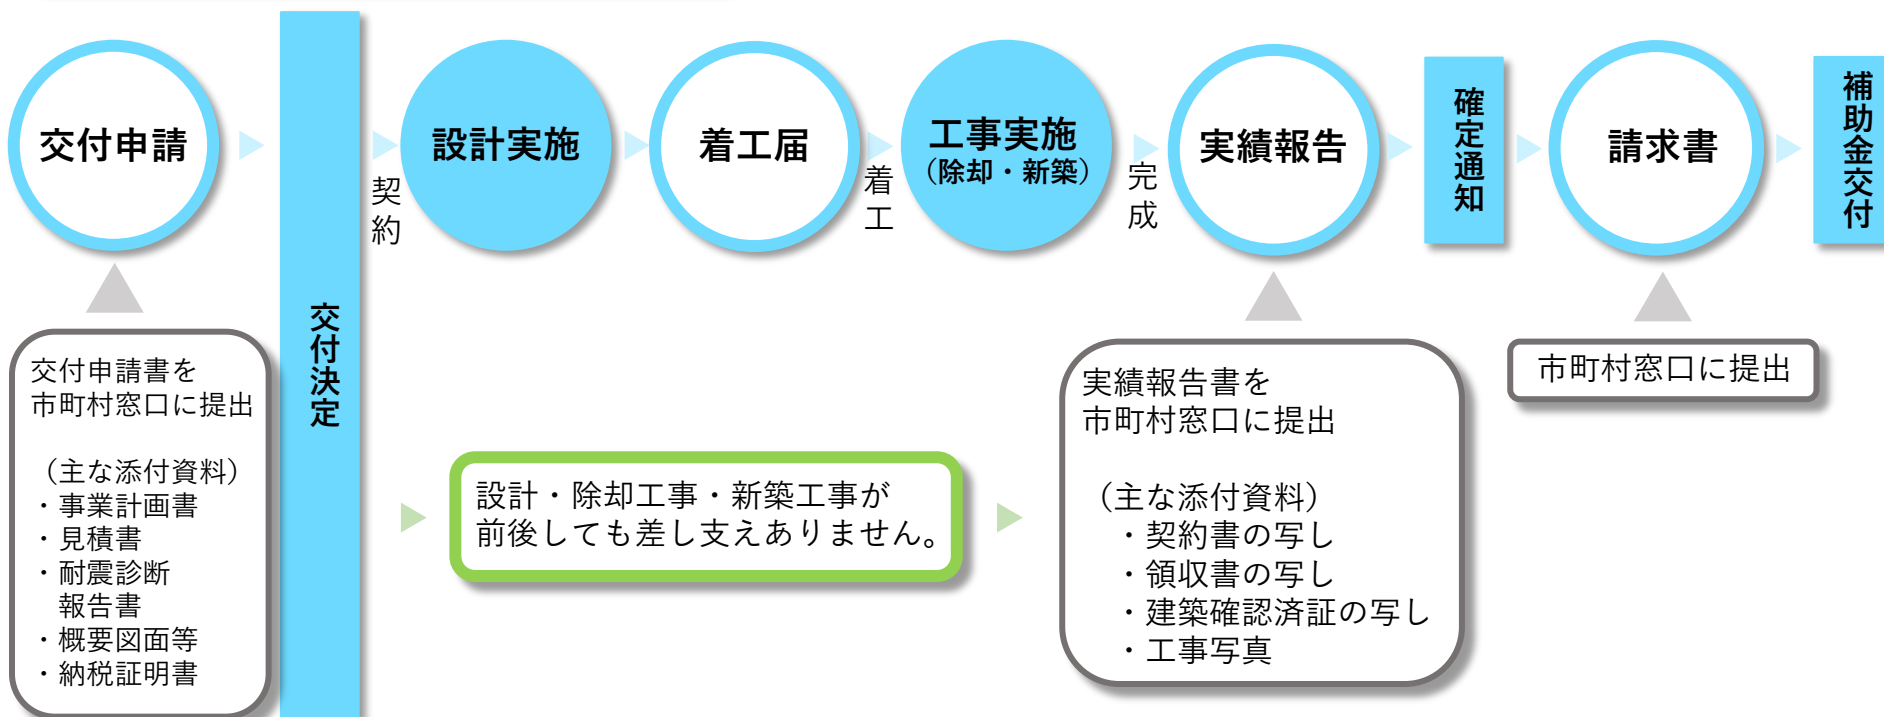 交付申請
交付決定
契約
設計実施
着工届
着工
工事実施
（除却・新築）
完成
実績報告
確定通知
請求書
補助金交付
交付申請書を
市町村窓口に提出
（主な添付資料）
・事業計画書
・見積書
・耐震診断
報告書
・概要図面等
・納税証明書
設計・除却工事・新築工事が
前後しても差し支えありません。
実績報告書を
市町村窓口に提出
（主な添付資料）
・契約書の写し
・領収書の写し
・建築確認済証の写し
・工事写真
市町村窓口に提出